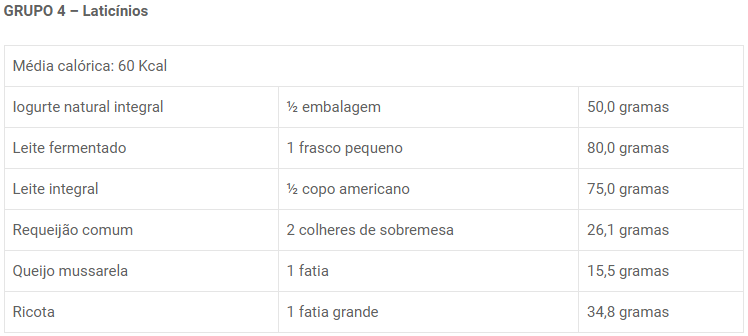 GRUPO 4 – Laticínios
Média calórica: 60 Kcal
Iogurte natural integral ½ embalagem 50,0 gramas
Leite fermentado 1 frasco pequeno 80,0 gramas
Leite integral ½ copo americano 75,0 gramas
Requeijão comum 2 colheres de sobremesa 26,1 gramas
Queijo mussarela 1 fatia 15,5 gramas
Ricota 1 fatia grande 34,8 gramas